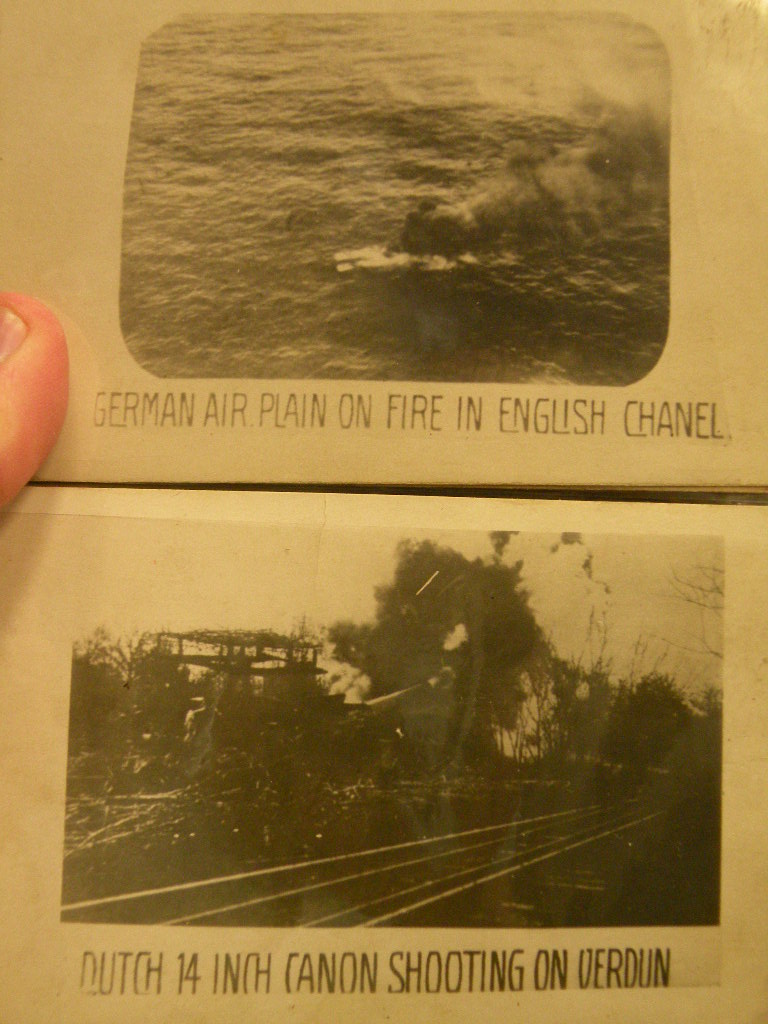 GERMAN AIR.PLAIN ON FIRE IN ENGLISH CHANEL.
DUTCH 14 INCH CANON SHOOTING ON VERDUN